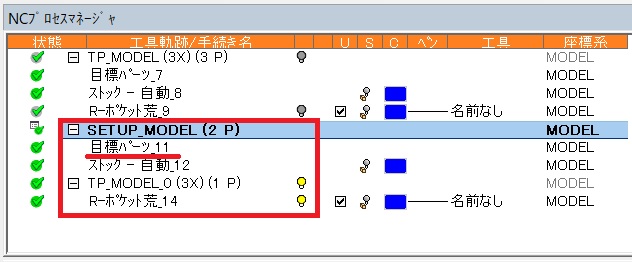 NCﾌﾟﾛｾｽﾏﾈｰｼﾞｬ
状態 工具軌跡/手続き名 U S C ﾍﾟﾝ 工具 座標系
TP_MODEL (3X) (3 P) MODEL
目標ﾊﾟｰﾂ_7 MODEL
ｽﾄｯｸ - 自動_8 MODEL
R-ﾎﾟｹｯﾄ荒_9 名前なし MODEL
SETUP_MODEL (2 P) MODEL
目標ﾊﾟｰﾂ_11 MODEL
ｽﾄｯｸ - 自動_12 MODEL
TP_MODEL_0 (3X) (1 P) MODEL
R-ﾎﾟｹｯﾄ荒_14 名前なし MODEL